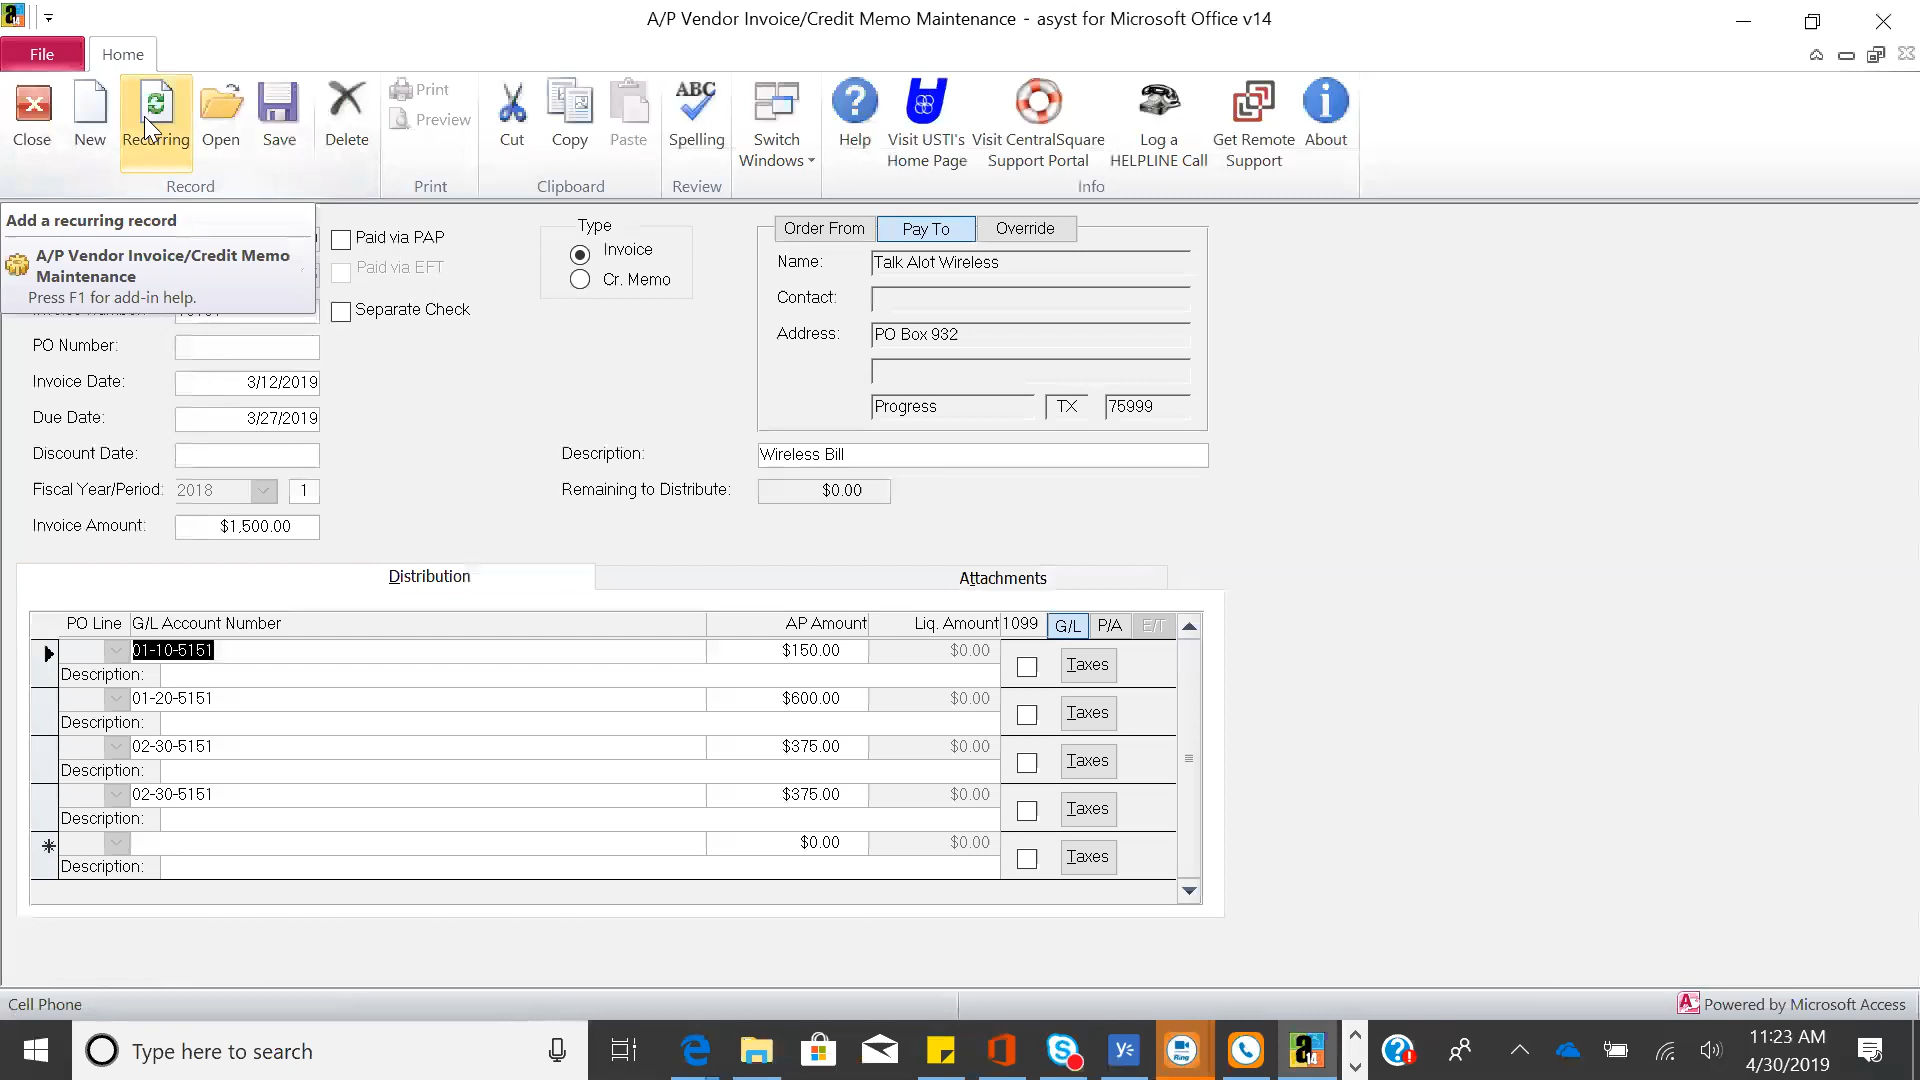 A/P Vendor Invoice/Credit Memo Maintenance - asyst for Microsoft Office v14
File
Home
Close
New
Recurring
Open
Save
Delete
Print
Preview
Cut
Copy
Paste
ABC
Spelling
Switch
Windows
Help
Visit USTI's
Home Page
Visit CentralSquare
Support Portal
Log a
HELPLINE Call
Get Remote
Support
About
Record
Print
Clipboard
Review
Info
Add a recurring record
A/P Vendor Invoice/Credit Memo
Maintenance
Press F1 for add-in help.
Paid via PAP
Paid via EFT
Separate Check
Type
Invoice
Cr. Memo
Order From
Pay To
Override
Name: Talk Alot Wireless
Contact:
Address: PO Box 932
Progress TX 75999
PO Number:
Invoice Date: 3/12/2019
Due Date: 3/27/2019
Discount Date:
Fiscal Year/Period: 2018 1
Invoice Amount: $1,500.00
Description: Wireless Bill
Remaining to Distribute: $0.00
Distribution
Attachments
PO Line G/L Account Number AP Amount Liq. Amount 1099 G/L P/A E/T
01-10-5151 $150.00 $0.00 Taxes
Description:
01-20-5151 $600.00 $0.00 Taxes
Description:
02-30-5151 $375.00 $0.00 Taxes
Description:
02-30-5151 $375.00 $0.00 Taxes
Description:
$0.00 $0.00 Taxes
Description:
Cell Phone
Powered by Microsoft Access
Type here to search
Ring
11:23 AM
4/30/2019